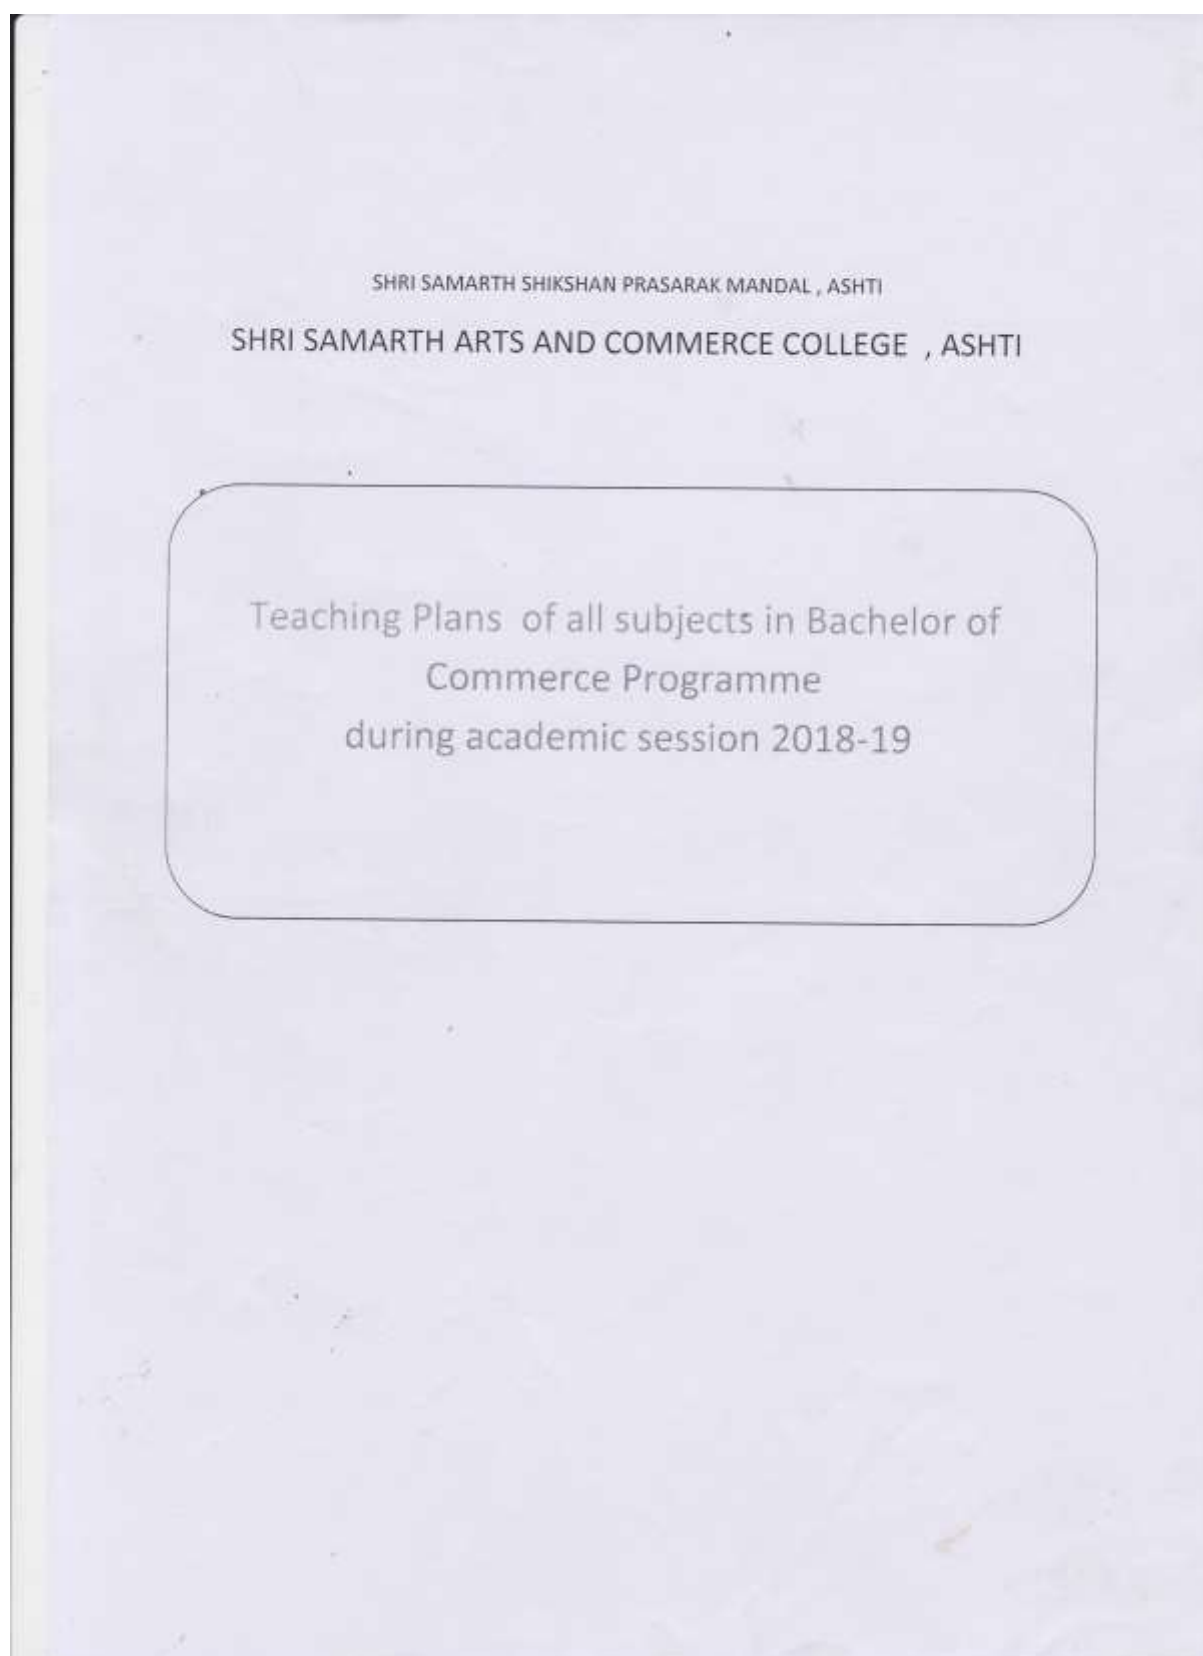 SHRI SAMARTH SHIKSHAN PRASARAK MANDAL , ASHTI
SHRI SAMARTH ARTS AND COMMERCE COLLEGE , ASHTI
Teaching Plans of all subjects in Bachelor of
Commerce Programme
during academic session 2018-19